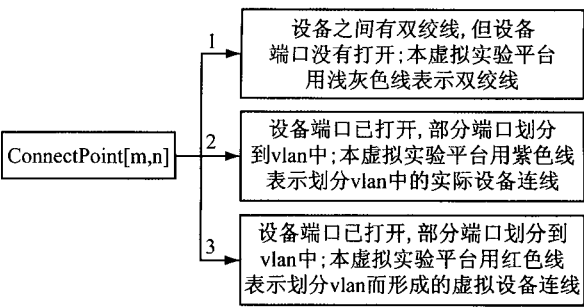 1
设备之间有双绞线,但设备
端口没有打开;本虚拟实验平台
用浅灰色线表示双绞线
ConnectPoint[m,n]
2
设备端口已打开,部分端口划分
到vlan中;本虚拟实验平台用紫色线
表示划分vlan中的实际设备连线
3
设备端口已打开,部分端口划分到
vlan中;本虚拟实验平台用红色线
表示划分vlan而形成的虚拟设备连线